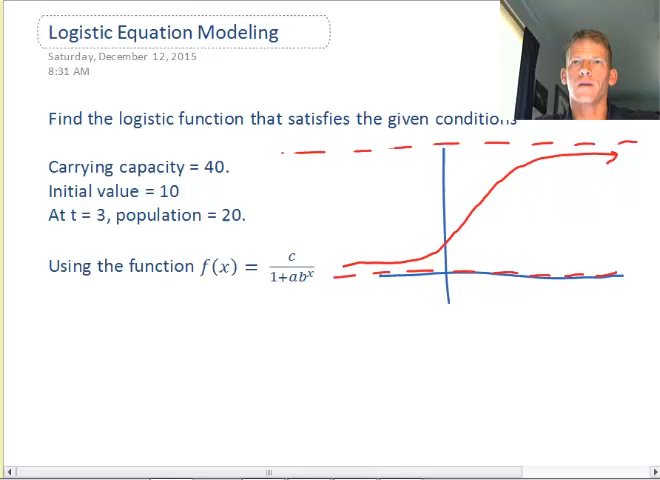 Logistic Equation Modeling
Saturday, December 12, 2015
8:31 AM
Find the logistic function that satisfies the given conditions
Carrying capacity = 40.
Initial value = 10
At t = 3, population = 20.
Using the function f(x) = c / (1+ab^x)